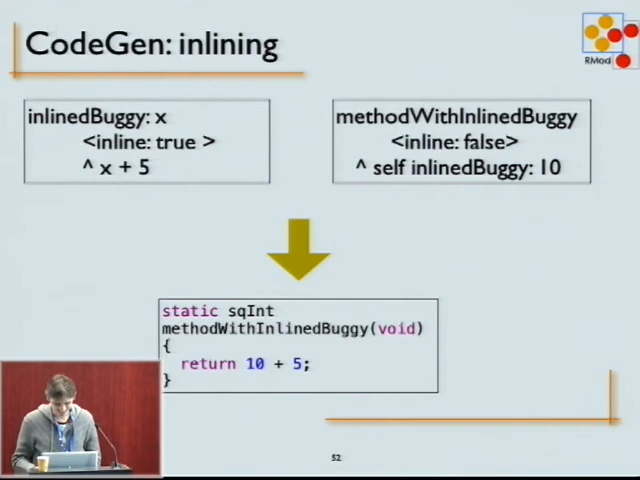 CodeGen: inlining
RMod
inlinedBuggy: x
<inline: true >
^ x + 5
methodWithInlinedBuggy
<inline: false>
^ self inlinedBuggy: 10
static sqInt
methodWithInlinedBuggy(void)
{
return 10 + 5;
}
52